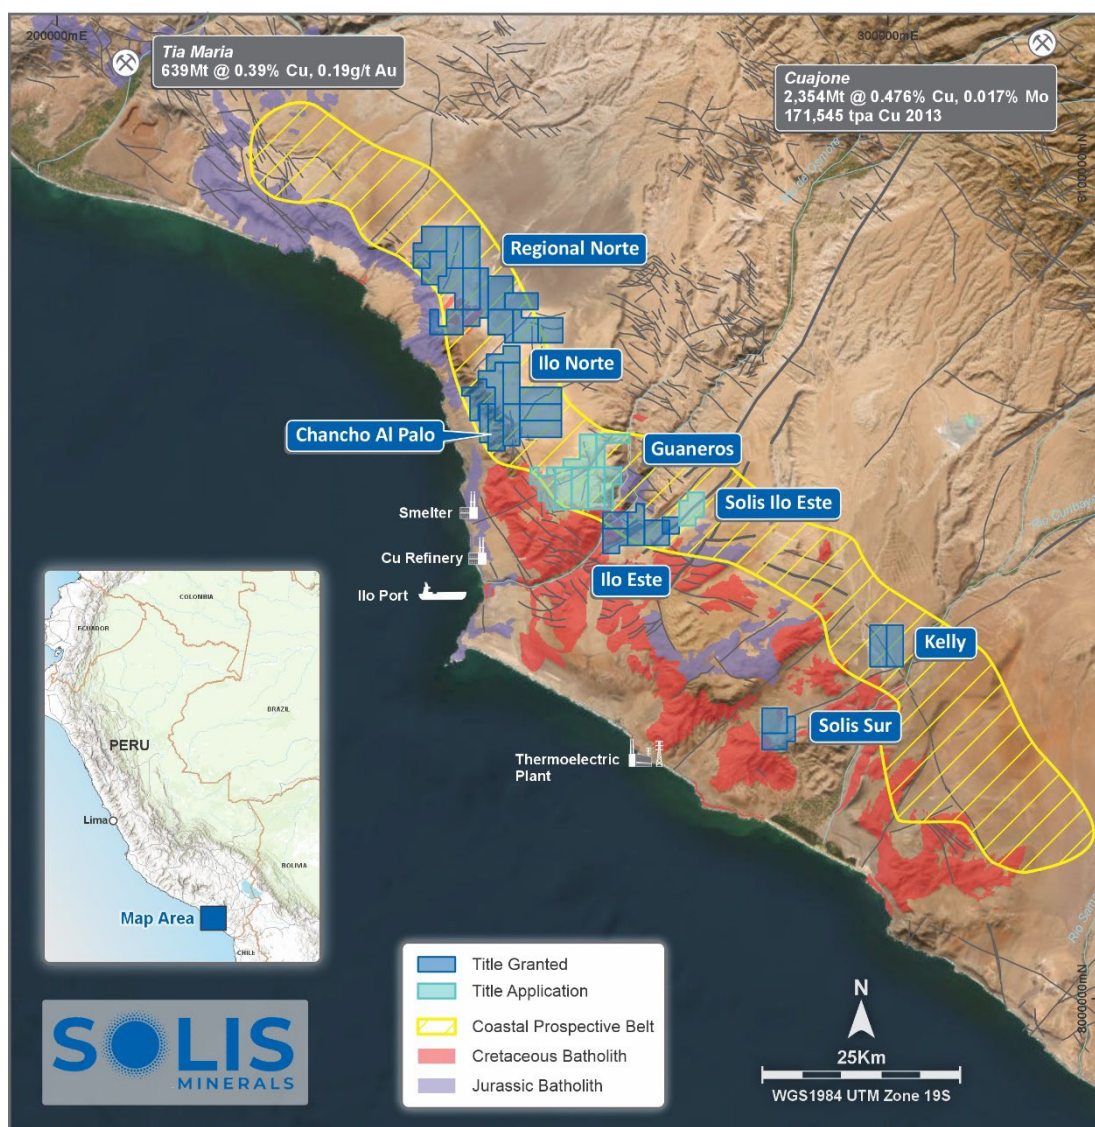 200000mE
300000mE
Tia Maria
639Mt @ 0.39% Cu, 0.19g/t Au
Cuajone
2,354Mt @ 0.476% Cu, 0.017% Mo
171,545 tpa Cu 2013
Regional Norte
Ilo Norte
Chancho Al Palo
Guaneros
Solis Ilo Este
Smelter
Cu Refinery
Ilo Port
Ilo Este
Kelly
Solis Sur
Thermoelectric
Plant
8000000mN
COLOMBIA
ECUADOR
BRAZIL
PERU
Lima
BOLIVIA
Map Area
CHILE
Title Granted
Title Application
Coastal Prospective Belt
Cretaceous Batholith
Jurassic Batholith
N
25Km
WGS1984 UTM Zone 19S
SOLIS
MINERALS